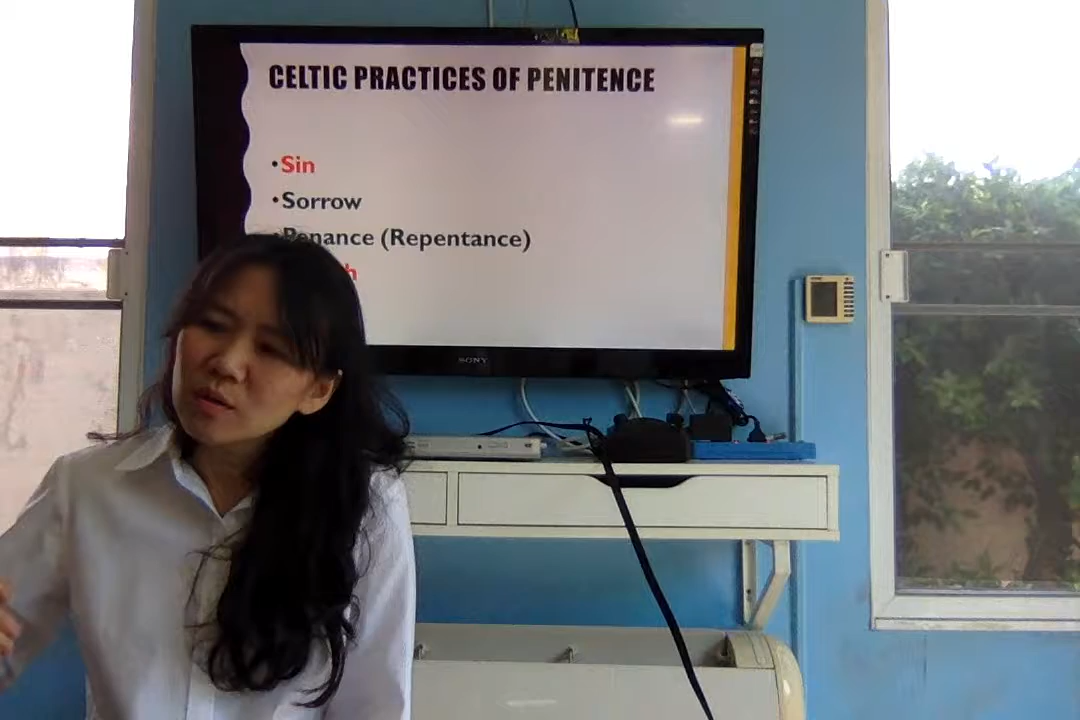 CELTIC PRACTICES OF PENITENCE
•Sin
•Sorrow
•Penance (Repentance)
SONY